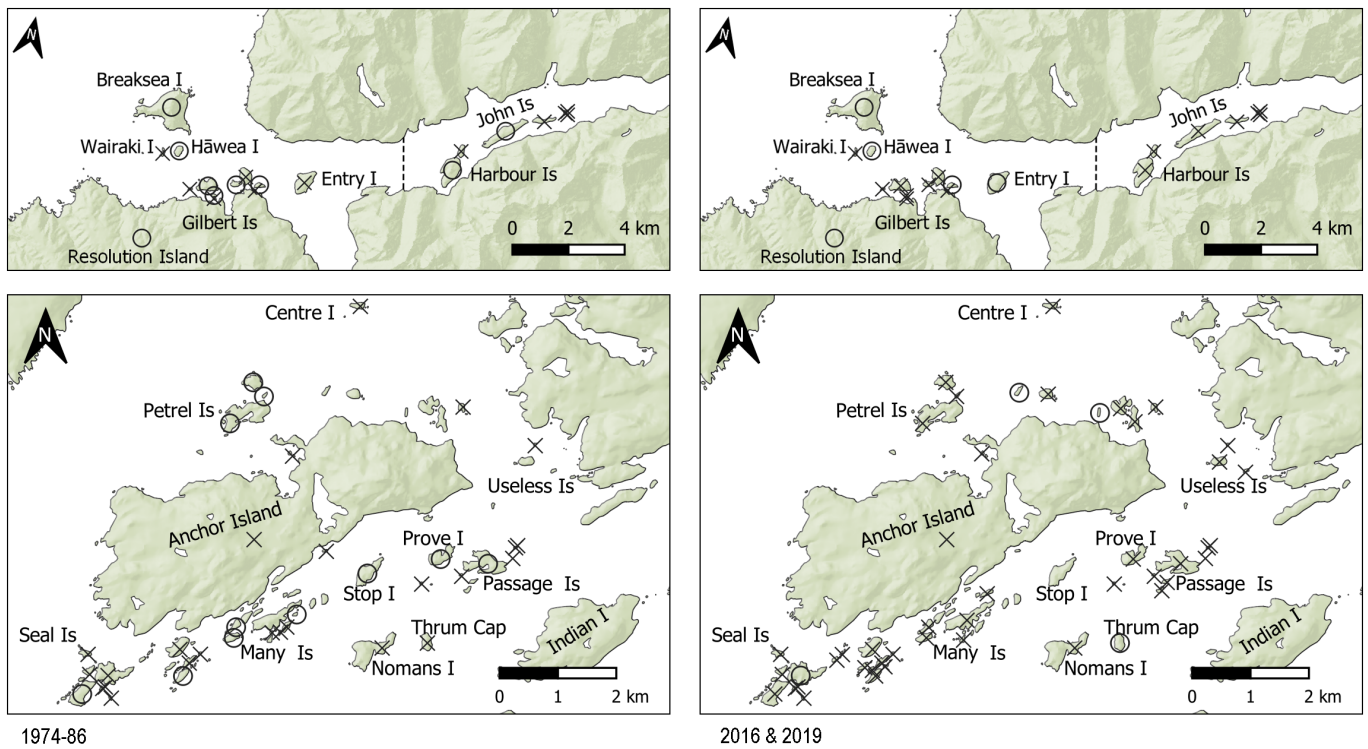 N
Breaksea I
John Is
Wairaki I
Hāwea I
Harbour Is
Entry I
Gilbert Is
0 2 4 km
Resolution Island
N
Breaksea I
John Is
Wairaki I
Hāwea I
Harbour Is
Entry I
Gilbert Is
0 2 4 km
Resolution Island
Centre I
N
Petrel Is
Useless Is
Anchor Island
Prove I
Passage Is
Stop I
Thrum Cap
Indian I
Seal Is
Many Is
Nomans I
0 1 2 km
Centre I
N
Petrel Is
Useless Is
Anchor Island
Prove I
Passage Is
Stop I
Thrum Cap
Indian I
Seal Is
Many Is
Nomans I
0 1 2 km
1974-86
2016 & 2019